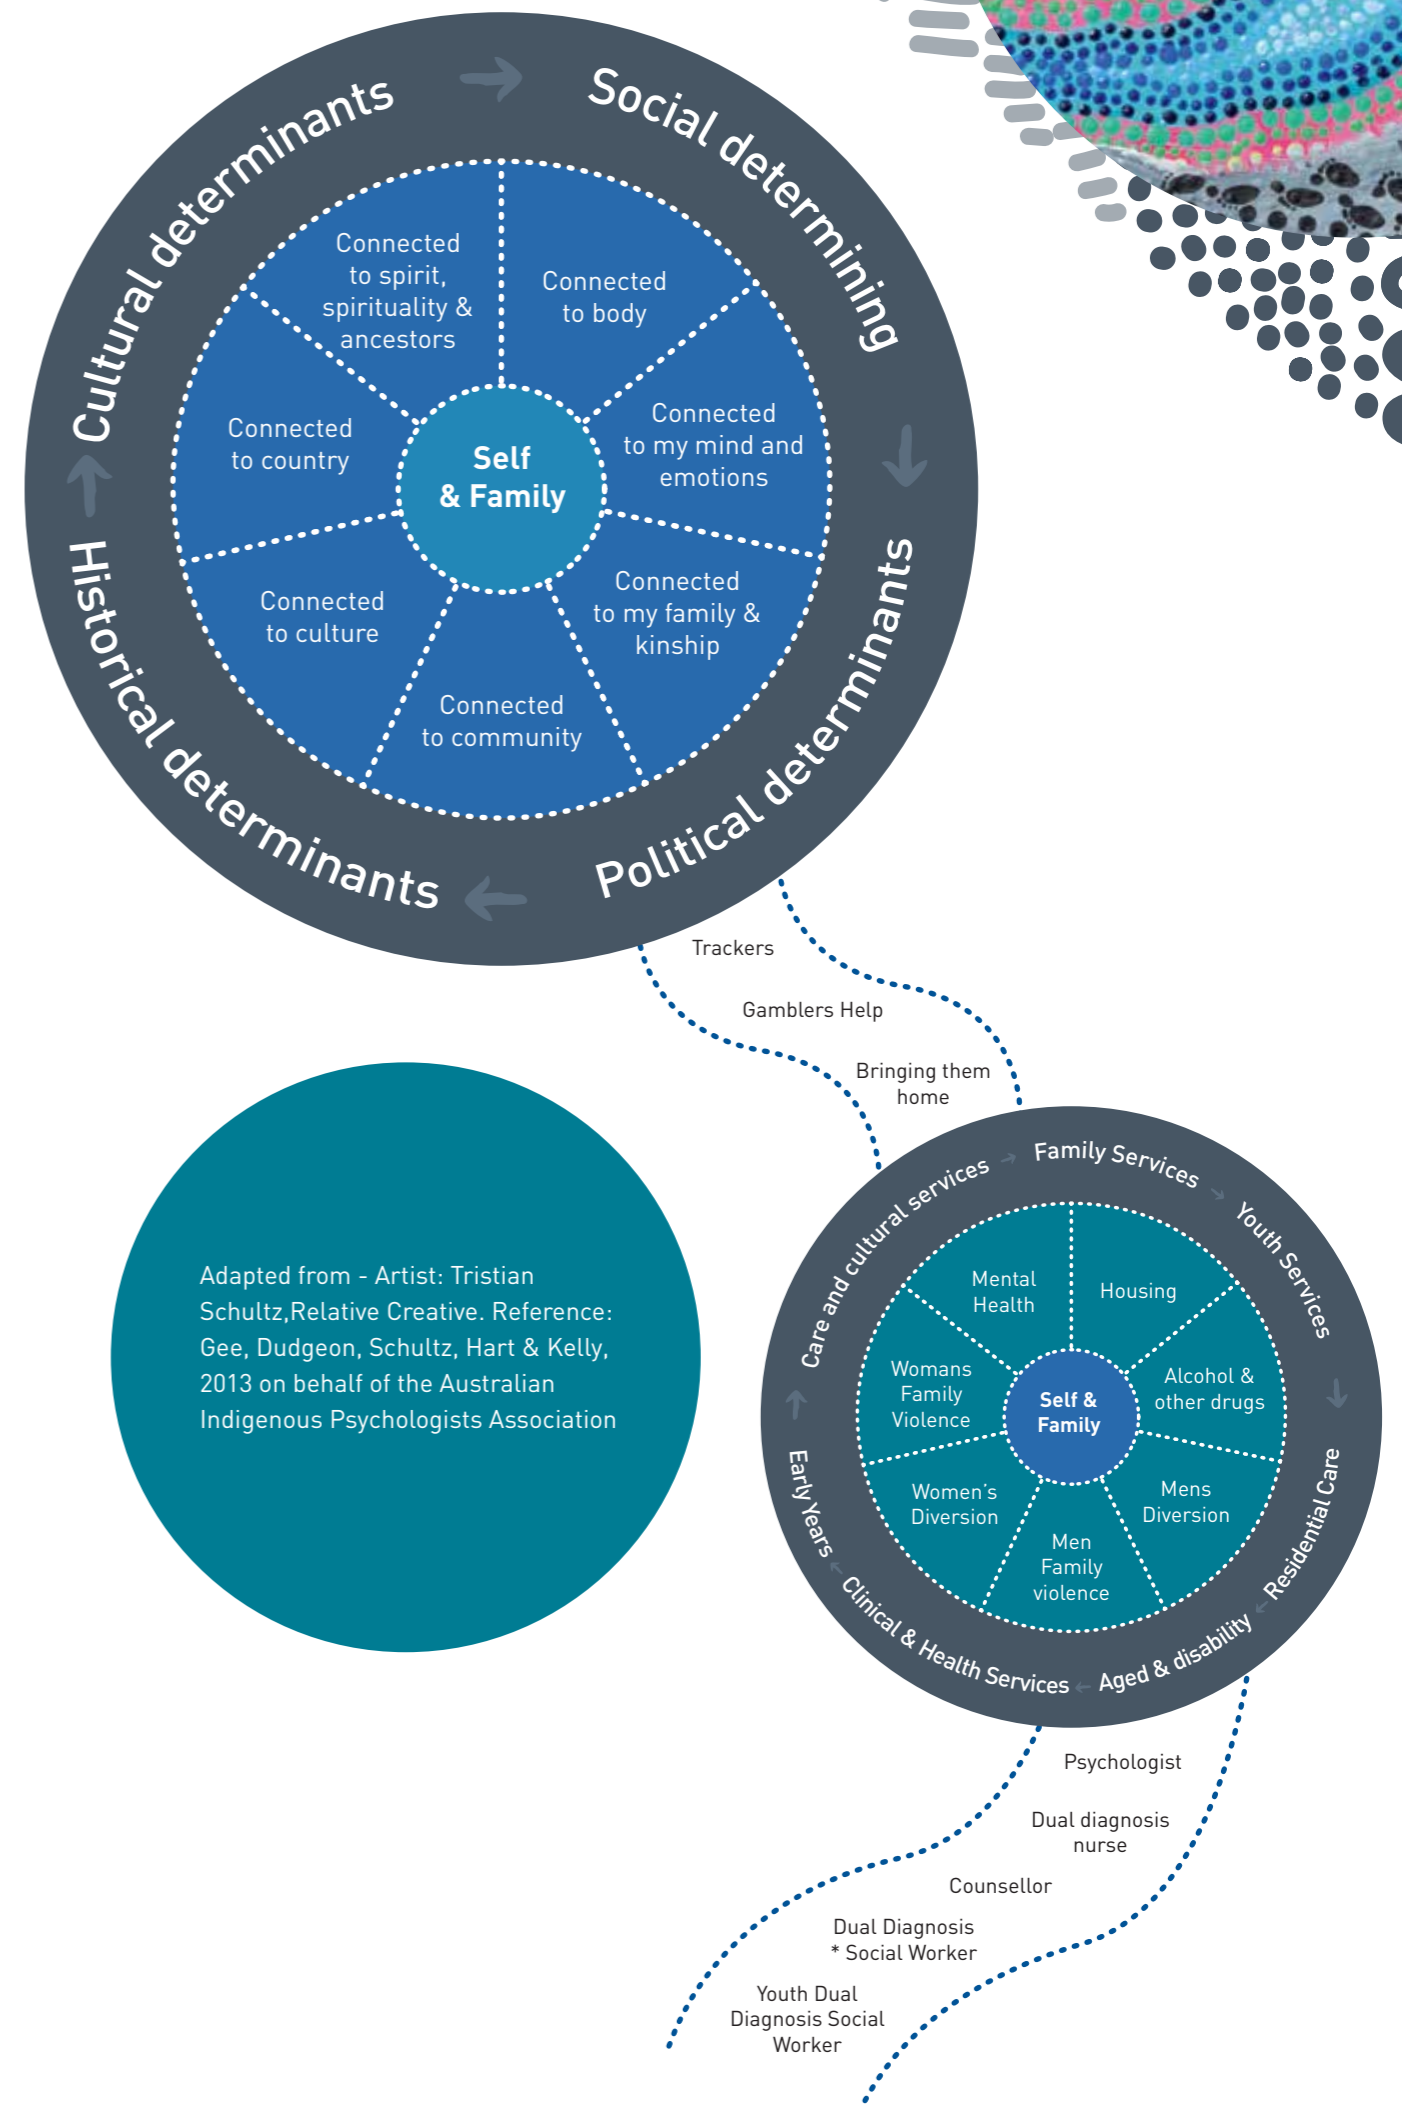 Cultural determinants
Social determining
Political determinants
Historical determinants
Connected
to spirit,
spirituality &
ancestors
Connected
to body
Connected
to my mind and
emotions
Connected
to my family &
kinship
Connected
to community
Connected
to culture
Connected
to country
Self
& Family
Trackers
Gamblers Help
Bringing them
home
Adapted from - Artist: Tristian
Schultz,Relative Creative. Reference:
Gee, Dudgeon, Schultz, Hart & Kelly,
2013 on behalf of the Australian
Indigenous Psychologists Association
Care and cultural services
Family Services
Youth Services
Residential Care
Aged & disability
Clinical & Health Services
Early Years
Mental
Health
Housing
Alcohol &
other drugs
Mens
Diversion
Men
Family
violence
Women's
Diversion
Womans
Family
Violence
Self &
Family
Psychologist
Dual diagnosis
nurse
Counsellor
Dual Diagnosis
* Social Worker
Youth Dual
Diagnosis Social
Worker